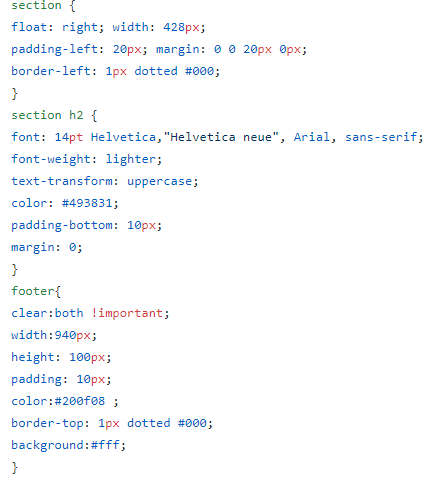 section {
float: right; width: 428px;
padding-left: 20px; margin: 0 0 20px 0px;
border-left: 1px dotted #000;
}
section h2 {
font: 14pt Helvetica,"Helvetica neue", Arial, sans-serif;
font-weight: lighter;
text-transform: uppercase;
color: #493831;
padding-bottom: 10px;
margin: 0;
}
footer{
clear:both !important;
width:940px;
height: 100px;
padding: 10px;
color:#200f08 ;
border-top: 1px dotted #000;
background:#fff;
}